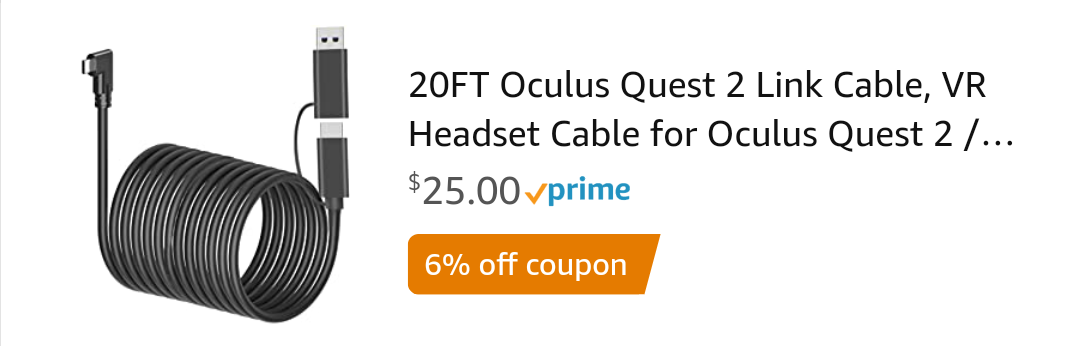 20FT Oculus Quest 2 Link Cable, VR
Headset Cable for Oculus Quest 2 /...
$25.00 prime
6% off coupon